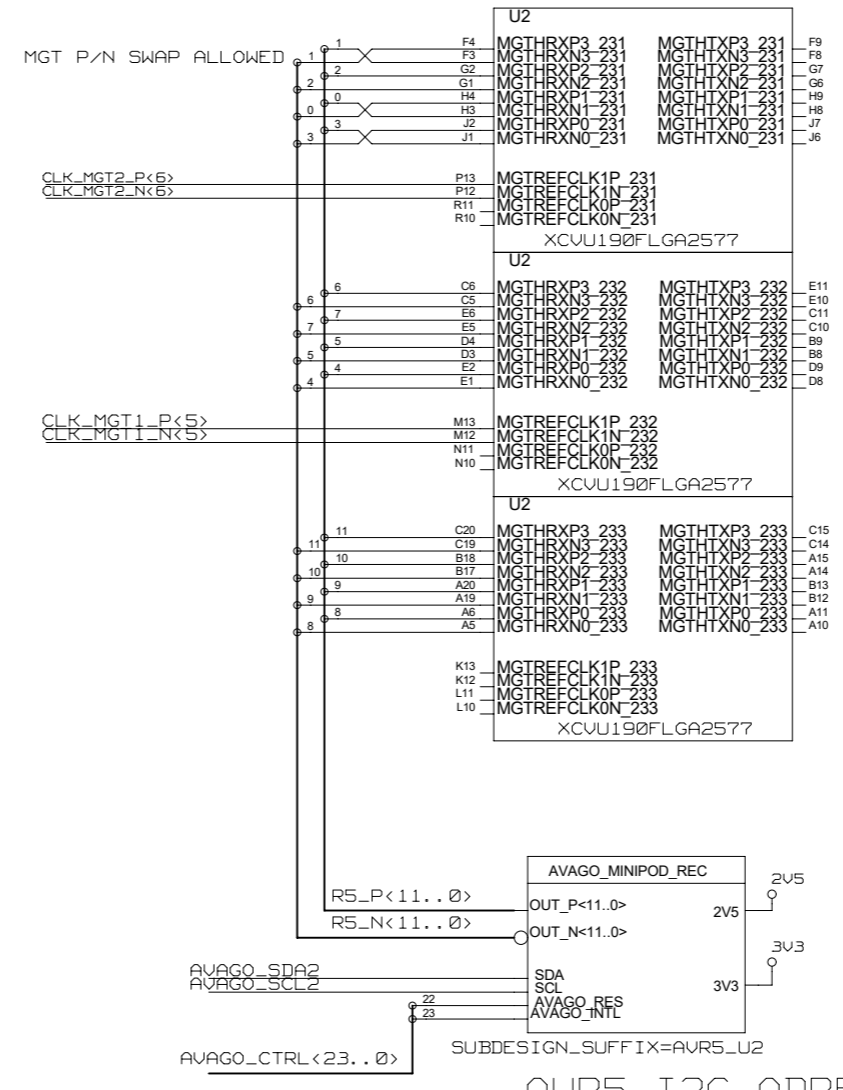 U2
MGT P/N SWAP ALLOWED
1 F4 MGTHRXP3_231 MGTHTXP3_231 F9
1 F3 MGTHRXN3_231 MGTHTXN3_231 F8
2 G2 MGTHRXP2_231 MGTHTXP2_231 G7
2 G1 MGTHRXN2_231 MGTHTXN2_231 G6
0 H4 MGTHRXP1_231 MGTHTXP1_231 H9
0 H3 MGTHRXN1_231 MGTHTXN1_231 H8
3 J2 MGTHRXP0_231 MGTHTXP0_231 J7
3 J1 MGTHRXN0_231 MGTHTXN0_231 J6
CLK_MGT2_P<6> P13 MGTREFCLK1P_231
CLK_MGT2_N<6> P12 MGTREFCLK1N_231
R11 MGTREFCLK0P_231
R10 MGTREFCLK0N_231
XCVU190FLGA2577
U2
6 C6 MGTHRXP3_232 MGTHTXP3_232 E11
6 C5 MGTHRXN3_232 MGTHTXN3_232 E10
7 E6 MGTHRXP2_232 MGTHTXP2_232 C11
7 E5 MGTHRXN2_232 MGTHTXN2_232 C10
5 D4 MGTHRXP1_232 MGTHTXP1_232 B9
5 D3 MGTHRXN1_232 MGTHTXN1_232 B8
4 E2 MGTHRXP0_232 MGTHTXP0_232 D9
4 E1 MGTHRXN0_232 MGTHTXN0_232 D8
CLK_MGT1_P<5> M13 MGTREFCLK1P_232
CLK_MGT1_N<5> M12 MGTREFCLK1N_232
N11 MGTREFCLK0P_232
N10 MGTREFCLK0N_232
XCVU190FLGA2577
U2
11 C20 MGTHRXP3_233 MGTHTXP3_233 C15
11 C19 MGTHRXN3_233 MGTHTXN3_233 C14
10 B18 MGTHRXP2_233 MGTHTXP2_233 A15
10 B17 MGTHRXN2_233 MGTHTXN2_233 A14
9 A20 MGTHRXP1_233 MGTHTXP1_233 B13
9 A19 MGTHRXN1_233 MGTHTXN1_233 B12
8 A6 MGTHRXP0_233 MGTHTXP0_233 A11
8 A5 MGTHRXN0_233 MGTHTXN0_233 A10
K13 MGTREFCLK1P_233
K12 MGTREFCLK1N_233
L11 MGTREFCLK0P_233
L10 MGTREFCLK0N_233
XCVU190FLGA2577
AVAGO_MINIPOD_REC
2V5
R5_P<11..0> OUT_P<11..0> 2V5
R5_N<11..0> OUT_N<11..0>
3V3
AVAGO_SDA2 SDA
AVAGO_SCL2 SCL 3V3
22 AVAGO_RES
23 AVAGO_INTL
AVAGO_CTRL<23..0>
SUBDESIGN_SUFFIX=AVR5_U2